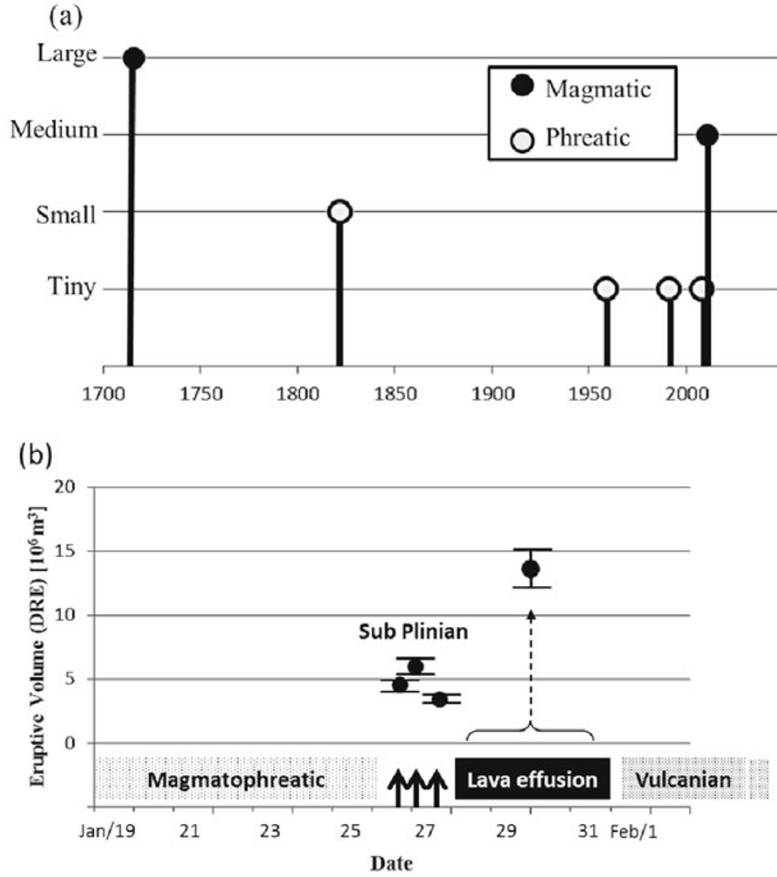 (a)
Large
Medium
Small
Tiny
Magmatic
Phreatic
1700 1750 1800 1850 1900 1950 2000
(b)
Eruptive Volume (DRE) [10⁶m³]
20
15
10
5
0
Sub Plinian
Magmatophreatic Lava effusion Vulcanian
Jan/19 21 23 25 27 29 31 Feb/1
Date